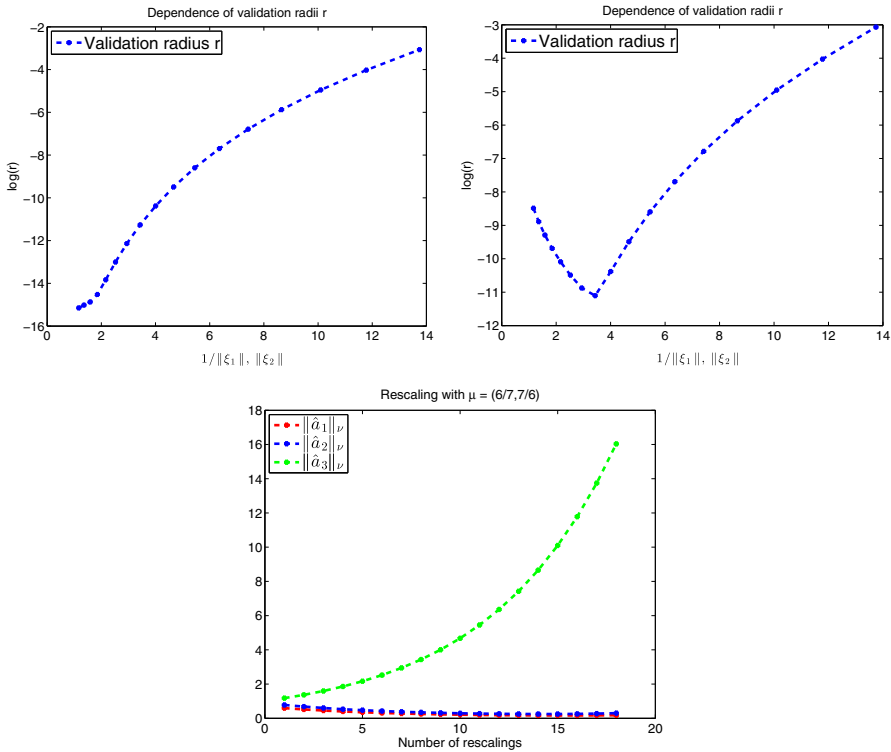 Dependence of validation radii r
−2
−4
−6
−8
−10
−12
−14
−16
log(r)
Validation radius r
0 2 4 6 8 10 12 14
1/‖ξ₁‖, ‖ξ₂‖
Dependence of validation radii r
−3
−4
−5
−6
−7
−8
−9
−10
−11
−12
log(r)
Validation radius r
0 2 4 6 8 10 12 14
1/‖ξ₁‖, ‖ξ₂‖
Rescaling with μ = (6/7,7/6)
18
16
14
12
10
8
6
4
2
0
‖â₁‖ᵥ
‖â₂‖ᵥ
‖â₃‖ᵥ
0 5 10 15 20
Number of rescalings